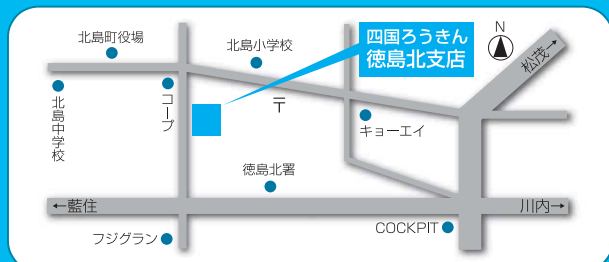 北島町役場
北島小学校
四国ろうきん
徳島北支店
N
松茂→
北島中学校
コープ
〒
キョーエイ
徳島北署
←藍住
川内→
フジグラン
COCKPIT